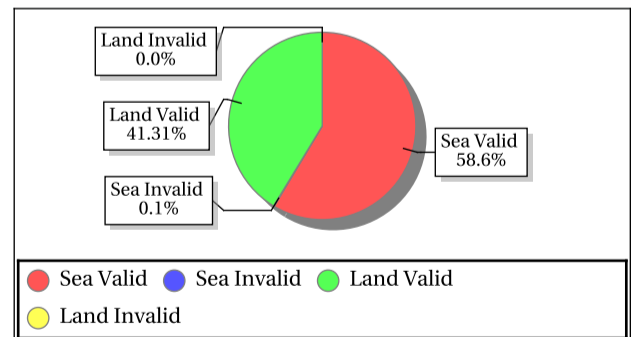 Land Invalid
0.0%
Land Valid
41.31%
Sea Valid
58.6%
Sea Invalid
0.1%
Sea Valid Sea Invalid Land Valid
Land Invalid